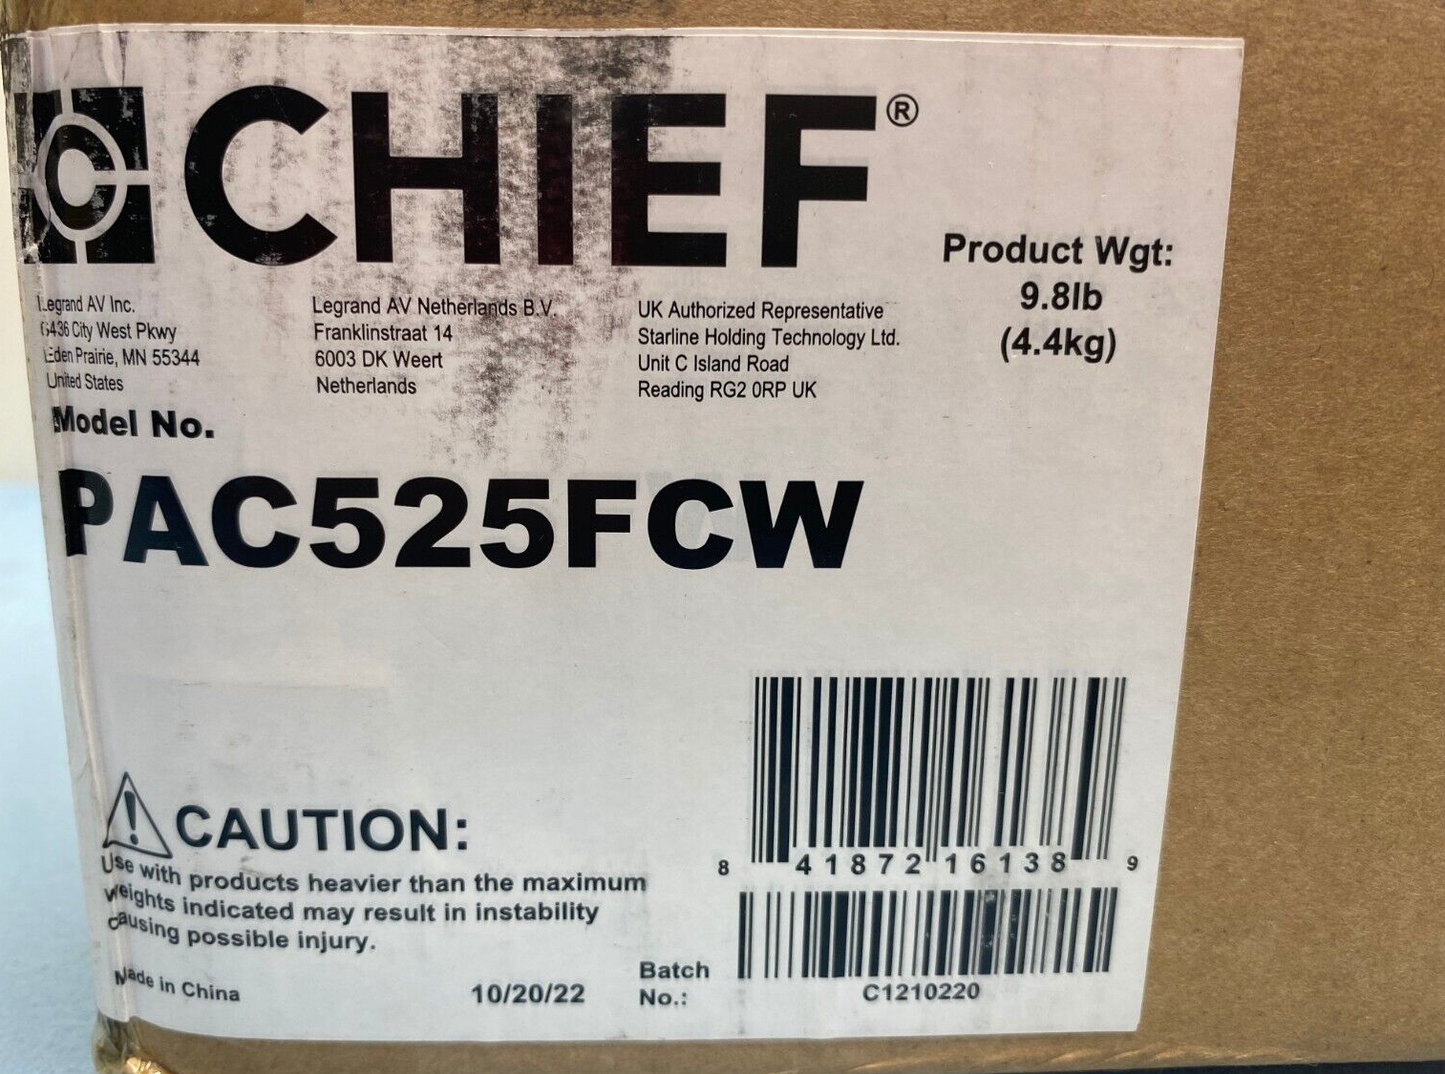 C CHIEF®
Product Wgt:
9.8lb
(4.4kg)
Legrand AV Inc.
6436 City West Pkwy
Eden Prairie, MN 55344
United States
Legrand AV Netherlands B.V.
Franklinstraat 14
6003 DK Weert
Netherlands
UK Authorized Representative
Starline Holding Technology Ltd.
Unit C Island Road
Reading RG2 0RP UK
Model No.
PAC525FCW
CAUTION:
Use with products heavier than the maximum
weights indicated may result in instability
causing possible injury.
8 41872 16138 9
Made in China
10/20/22
Batch
No.:
C1210220